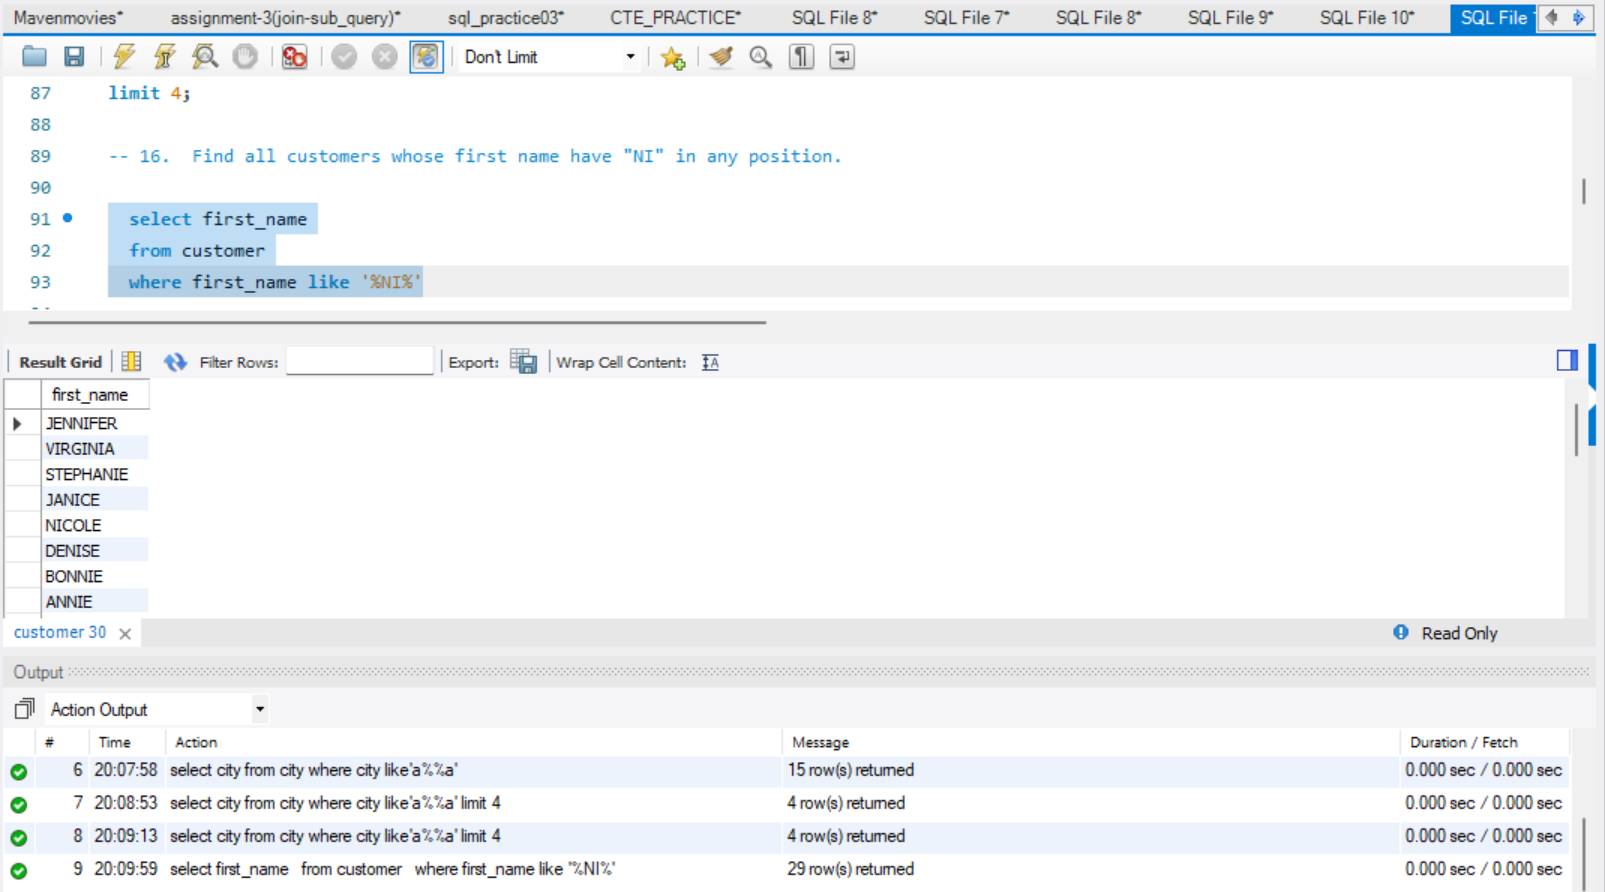 Mavenmovies* assignment-3(join-sub_query)* sql_practice03* CTE_PRACTICE* SQL File 8* SQL File 7* SQL File 8* SQL File 9* SQL File 10* SQL File
Don't Limit
87 limit 4;
88
89 -- 16. Find all customers whose first name have "NI" in any position.
90
91 select first_name
92 from customer
93 where first_name like '%NI%'
Result Grid Filter Rows: Export: Wrap Cell Content:
first_name
JENNIFER
VIRGINIA
STEPHANIE
JANICE
NICOLE
DENISE
BONNIE
ANNIE
customer 30 Read Only
Output
Action Output
# Time Action Message Duration / Fetch
6 20:07:58 select city from city where city like'a%%a' 15 row(s) returned 0.000 sec / 0.000 sec
7 20:08:53 select city from city where city like'a%%a' limit 4 4 row(s) returned 0.000 sec / 0.000 sec
8 20:09:13 select city from city where city like'a%%a' limit 4 4 row(s) returned 0.000 sec / 0.000 sec
9 20:09:59 select first_name from customer where first_name like '%NI%' 29 row(s) returned 0.000 sec / 0.000 sec